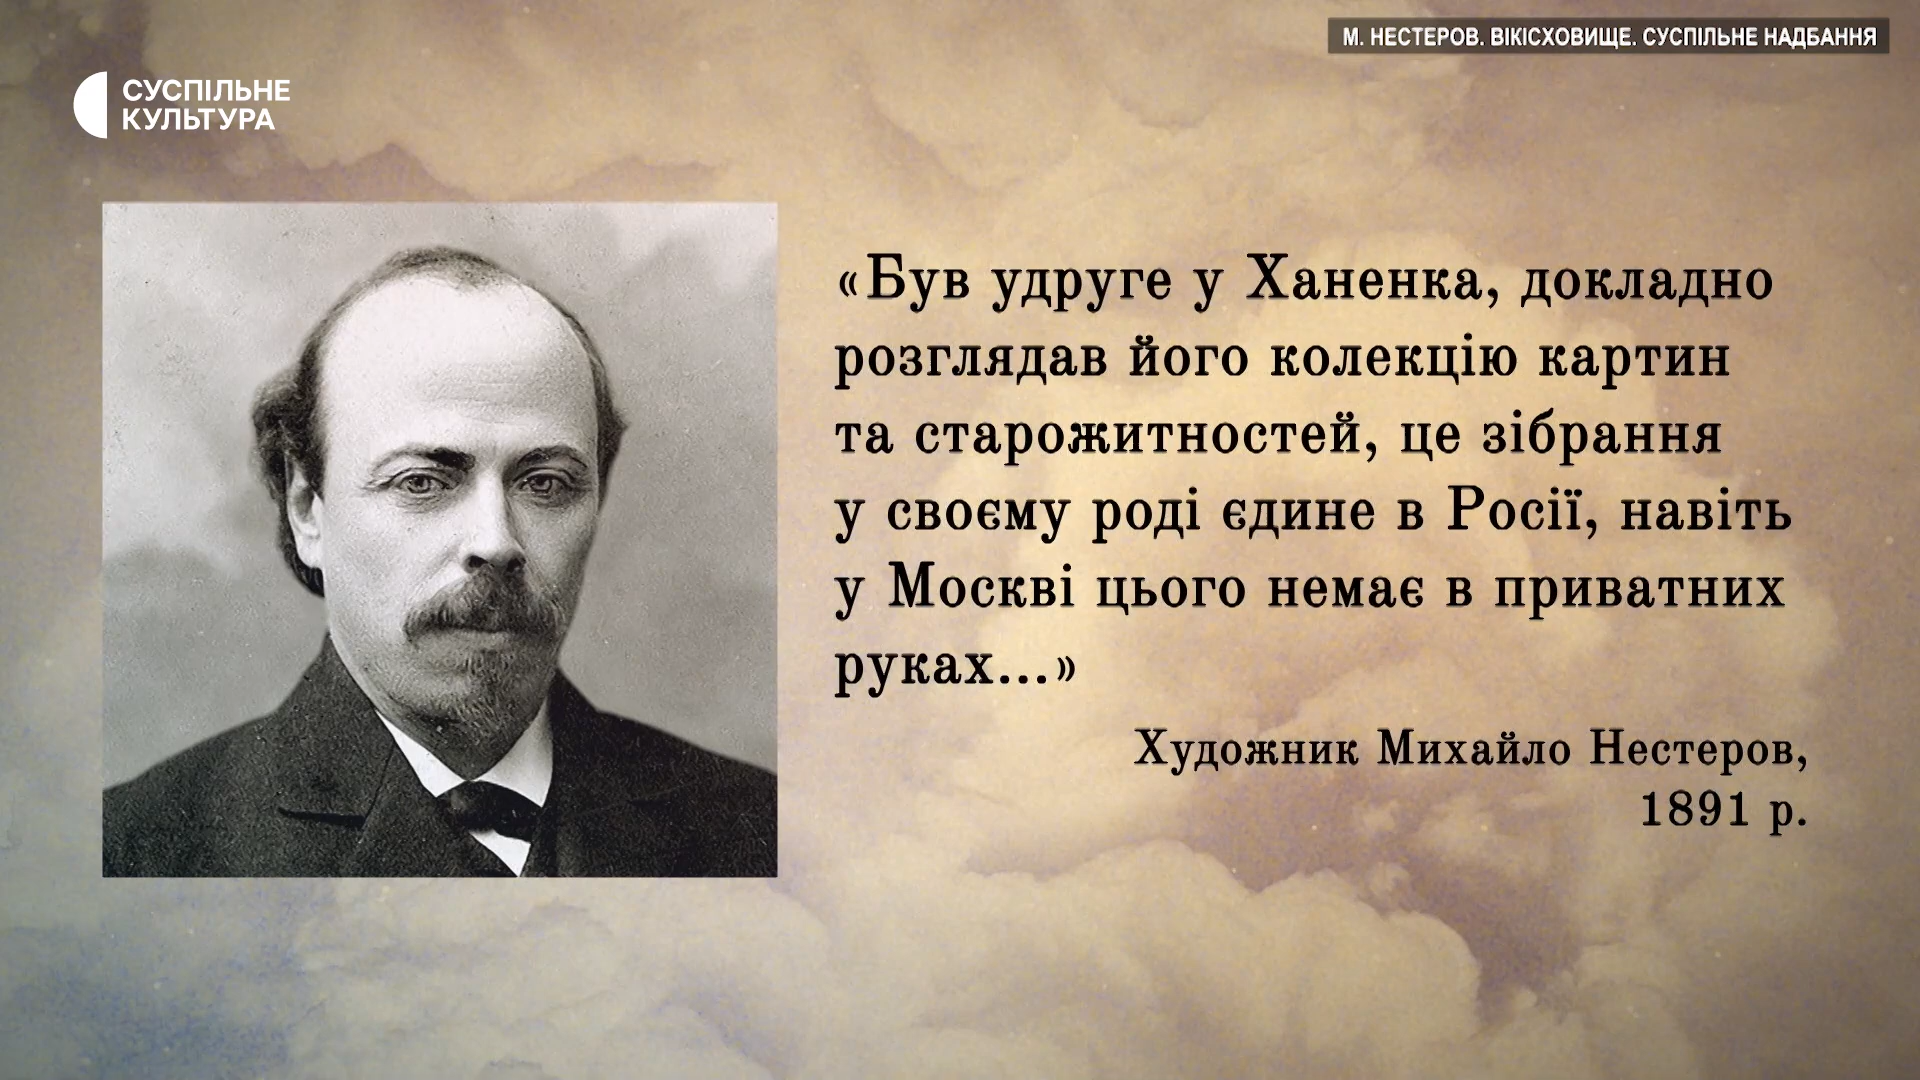 М. НЕСТЕРОВ. ВІКІСХОВИЩЕ. СУСПІЛЬНЕ НАДБАННЯ
СУСПІЛЬНЕ
КУЛЬТУРА
«Був удруге у Ханенка, докладно
розглядав його колекцію картин
та старожитностей, це зібрання
у своєму роді єдине в Росії, навіть
у Москві цього немає в приватних
руках...»
Художник Михайло Нестеров,
1891 р.